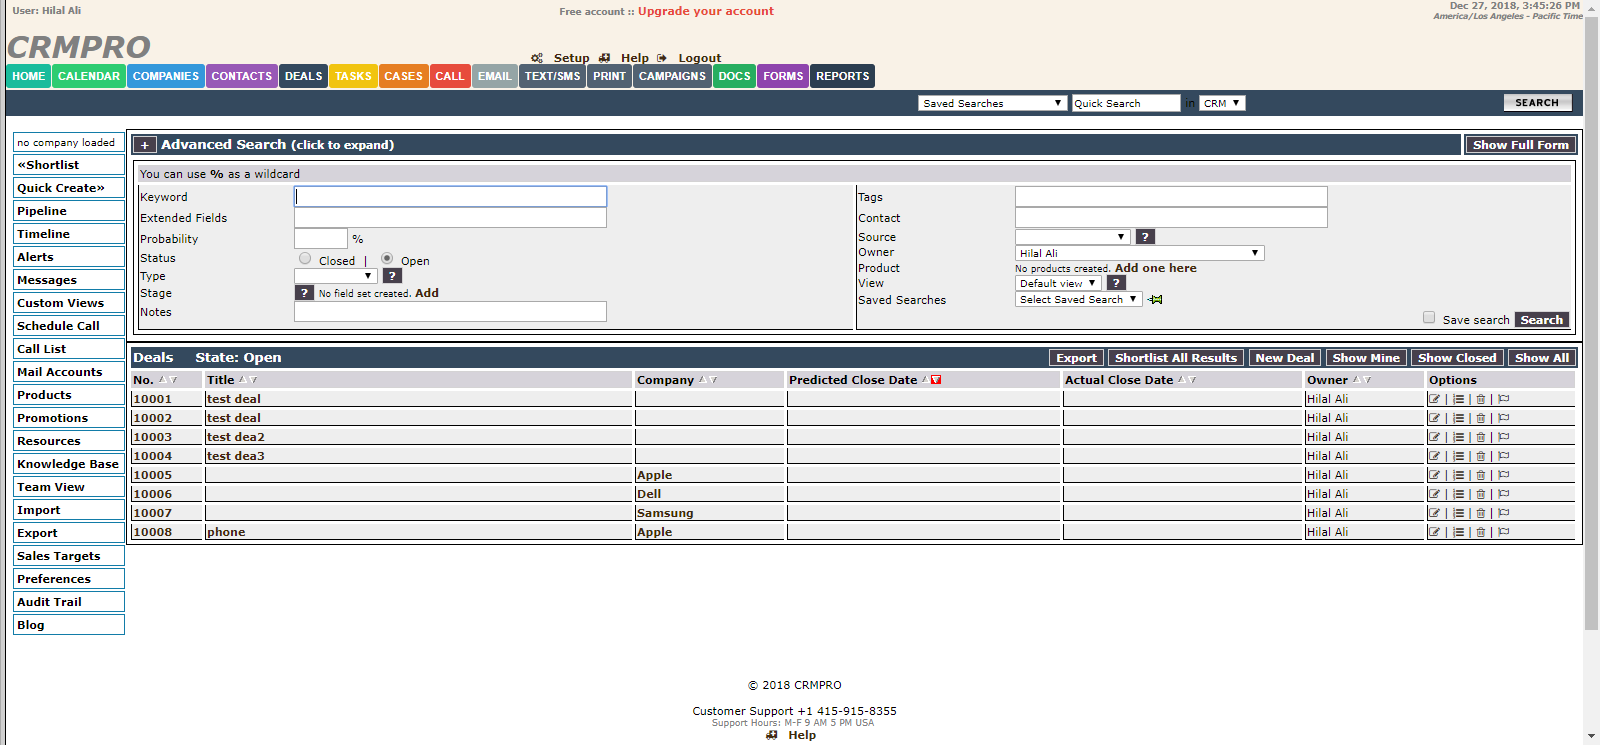 User: Hilal Ali
Free account :: Upgrade your account
Dec 27, 2018, 3:45:26 PM
America/Los Angeles - Pacific Time
CRMPRO
Setup Help Logout
HOME CALENDAR COMPANIES CONTACTS DEALS TASKS CASES CALL EMAIL TEXT/SMS PRINT CAMPAIGNS DOCS FORMS REPORTS
Saved Searches Quick Search in CRM SEARCH
no company loaded
«Shortlist
Quick Create»
Pipeline
Timeline
Alerts
Messages
Custom Views
Schedule Call
Call List
Mail Accounts
Products
Promotions
Resources
Knowledge Base
Team View
Import
Export
Sales Targets
Preferences
Audit Trail
Blog
+ Advanced Search (click to expand) Show Full Form
You can use % as a wildcard
Keyword
Extended Fields
Probability %
Status Closed | Open
Type ?
Stage ? No field set created. Add
Notes
Tags
Contact
Source ?
Owner Hilal Ali
Product No products created. Add one here
View Default view ?
Saved Searches Select Saved Search
Save search Search
Deals State: Open Export Shortlist All Results New Deal Show Mine Show Closed Show All
No. Title Company Predicted Close Date Actual Close Date Owner Options
10001 test deal Hilal Ali | | |
10002 test deal Hilal Ali | | |
10003 test dea2 Hilal Ali | | |
10004 test dea3 Hilal Ali | | |
10005 Apple Hilal Ali | | |
10006 Dell Hilal Ali | | |
10007 Samsung Hilal Ali | | |
10008 phone Apple Hilal Ali | | |
© 2018 CRMPRO
Customer Support +1 415-915-8355
Support Hours: M-F 9 AM 5 PM USA
Help